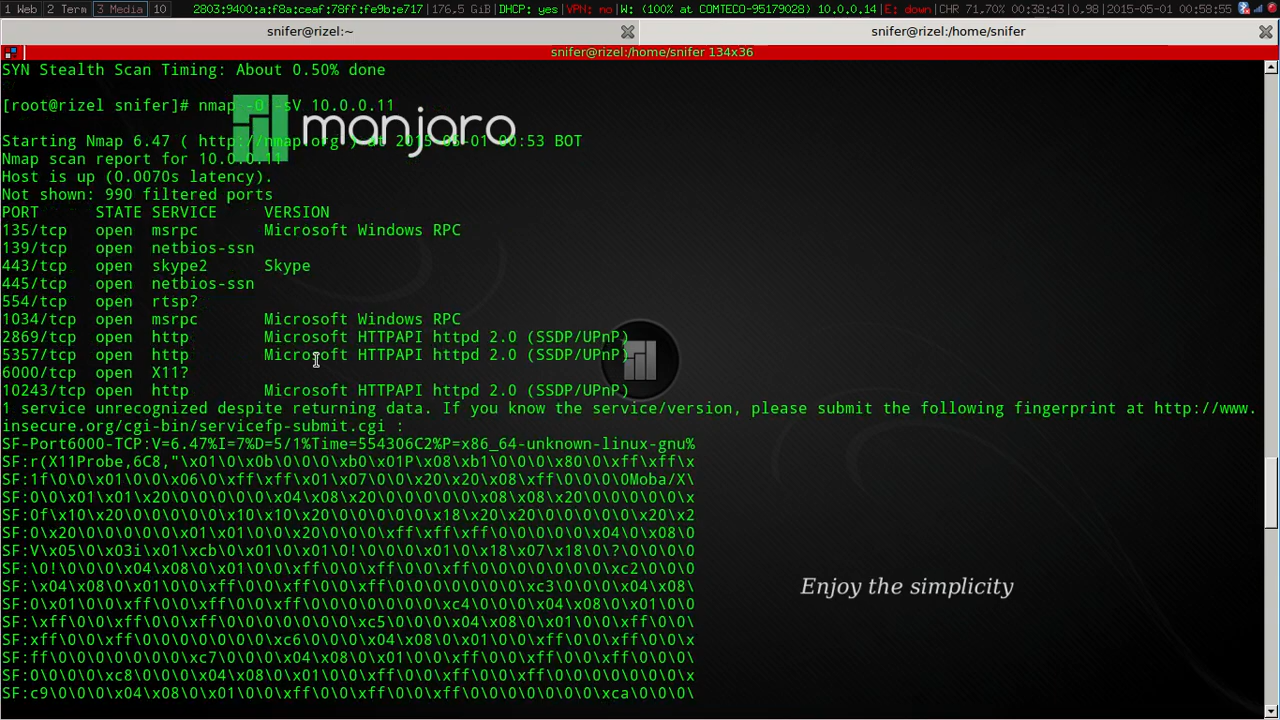 1 Web 2 Term 3 Media 10 2803:9400:a:f8a:ceaf:78ff:fe9b:e717|176,5 GiB|DHCP: yes|VPN: no|W: (100% at COMTECO-95179028) 10.0.0.14|E: down|CHR 71,70% 00:38:43|0,98|2015-05-01 00:58:55
snifer@rizel:~ snifer@rizel:/home/snifer
snifer@rizel:/home/snifer 134x36
SYN Stealth Scan Timing: About 0.50% done
[root@rizel snifer]# nmap -O -sV 10.0.0.11
manjaro
Starting Nmap 6.47 ( http://nmap.org ) at 2015-05-01 00:53 BOT
Nmap scan report for 10.0.0.11
Host is up (0.0070s latency).
Not shown: 990 filtered ports
PORT STATE SERVICE VERSION
135/tcp open msrpc Microsoft Windows RPC
139/tcp open netbios-ssn
443/tcp open skype2 Skype
445/tcp open netbios-ssn
554/tcp open rtsp?
1034/tcp open msrpc Microsoft Windows RPC
2869/tcp open http Microsoft HTTPAPI httpd 2.0 (SSDP/UPnP)
5357/tcp open http Microsoft HTTPAPI httpd 2.0 (SSDP/UPnP)
6000/tcp open X11?
10243/tcp open http Microsoft HTTPAPI httpd 2.0 (SSDP/UPnP)
1 service unrecognized despite returning data. If you know the service/version, please submit the following fingerprint at http://www.
insecure.org/cgi-bin/servicefp-submit.cgi :
SF-Port6000-TCP:V=6.47%I=7%D=5/1%Time=554306C2%P=x86_64-unknown-linux-gnu%
SF:r(X11Probe,6C8,"\x01\0\x0b\0\0\0\xb0\x01P\x08\xb1\0\0\0\x80\0\xff\xff\x
SF:1f\0\0\x01\0\0\x06\0\xff\xff\x01\x07\0\0\x20\x20\x08\xff\0\0\0\0Moba/X\
SF:0\0\x01\x01\x20\0\0\0\0\0\x04\x08\x20\0\0\0\0\0\x08\x08\x20\0\0\0\0\0\x
SF:0f\x10\x20\0\0\0\0\0\x10\x10\x20\0\0\0\0\0\x18\x20\x20\0\0\0\0\0\x20\x2
SF:0\x20\0\0\0\0\0\x01\x01\0\0\x20\0\0\0\xff\xff\xff\0\0\0\0\0\x04\x08\0
SF:V\x05\0\x03i\x01\xcb\0\x01\0\x01\0!\0\0\0\x01\0\x18\x07\x18\0\?\0\0\0\0
SF:\0!\0\0\0\x04\x08\0\x01\0\xff\0\0\xff\0\0\xff\0\0\0\0\0\0\0\xc2\0\0\0
SF:\x04\x08\0\x01\0\xff\0\0\xff\0\0\xff\0\0\0\0\0\0\0\xc3\0\0\0\x04\x08\
SF:0\x01\0\xff\0\0\xff\0\0\xff\0\0\0\0\0\0\0\xc4\0\0\0\x04\x08\0\x01\0\0
SF:\xff\0\0\xff\0\0\xff\0\0\0\0\0\0\xc5\0\0\0\x04\x08\0\x01\0\xff\0\0\
SF:xff\0\0\xff\0\0\0\0\0\0\0\xc6\0\0\0\x04\x08\0\x01\0\xff\0\0\xff\0\0\x
SF:ff\0\0\0\0\0\0\0\xc7\0\0\0\x04\x08\0\x01\0\xff\0\0\xff\0\0\xff\0\0\0\
SF:0\0\0\0\xc8\0\0\0\x04\x08\0\x01\0\xff\0\0\xff\0\0\xff\0\0\0\0\0\0\0\x
SF:c9\0\0\0\x04\x08\0\x01\0\xff\0\0\xff\0\0\xff\0\0\0\0\0\0\0\xca\0\0\0\
Enjoy the simplicity